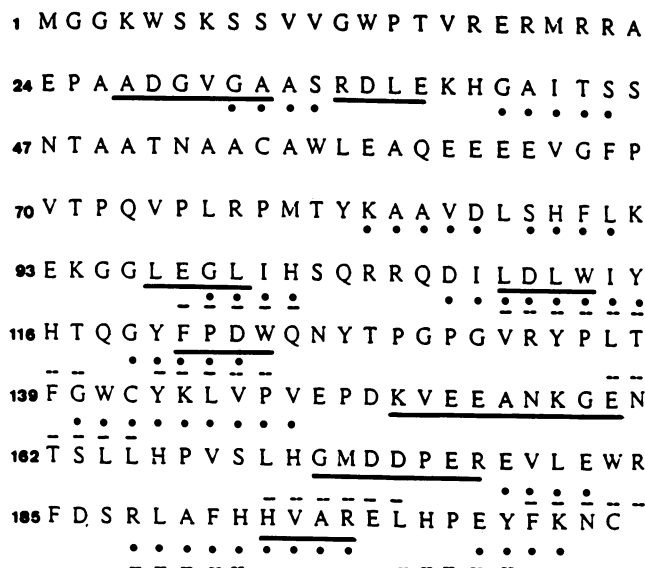 1 M G G K W S K S S V V G W P T V R E R M R R A
24 E P A A D G V G A A S R D L E K H G A I T S S
47 N T A A T N A A C A W L E A Q E E E E V G F P
70 V T P Q V P L R P M T Y K A A V D L S H F L K
93 E K G G L E G L I H S Q R R Q D I L D L W I Y
116 H T Q G Y F P D W Q N Y T P G P G V R Y P L T
139 F G W C Y K L V P V E P D K V E E A N K G E N
162 T S L L H P V S L H G M D D P E R E V L E W R
185 F D S R L A F H H V A R E L H P E Y F K N C